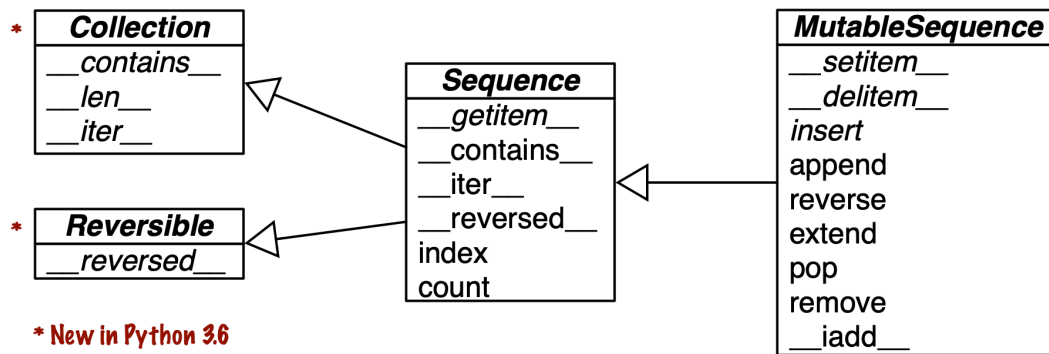 *
Collection
__contains__
__len__
__iter__
*
Reversible
__reversed__
* New in Python 3.6
Sequence
__getitem__
__contains__
__iter__
__reversed__
index
count
MutableSequence
__setitem__
__delitem__
insert
append
reverse
extend
pop
remove
__iadd__